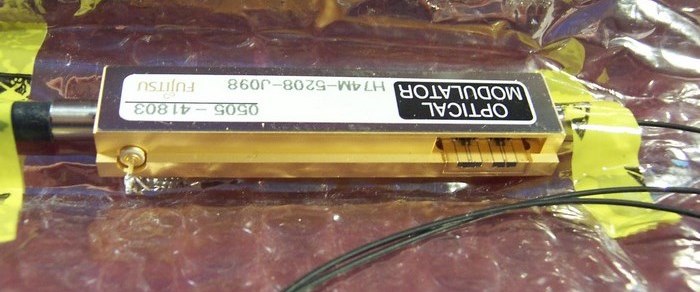 OPTICAL
MODULATOR
H74M-5208-J098
FUJITSU
0505-41803